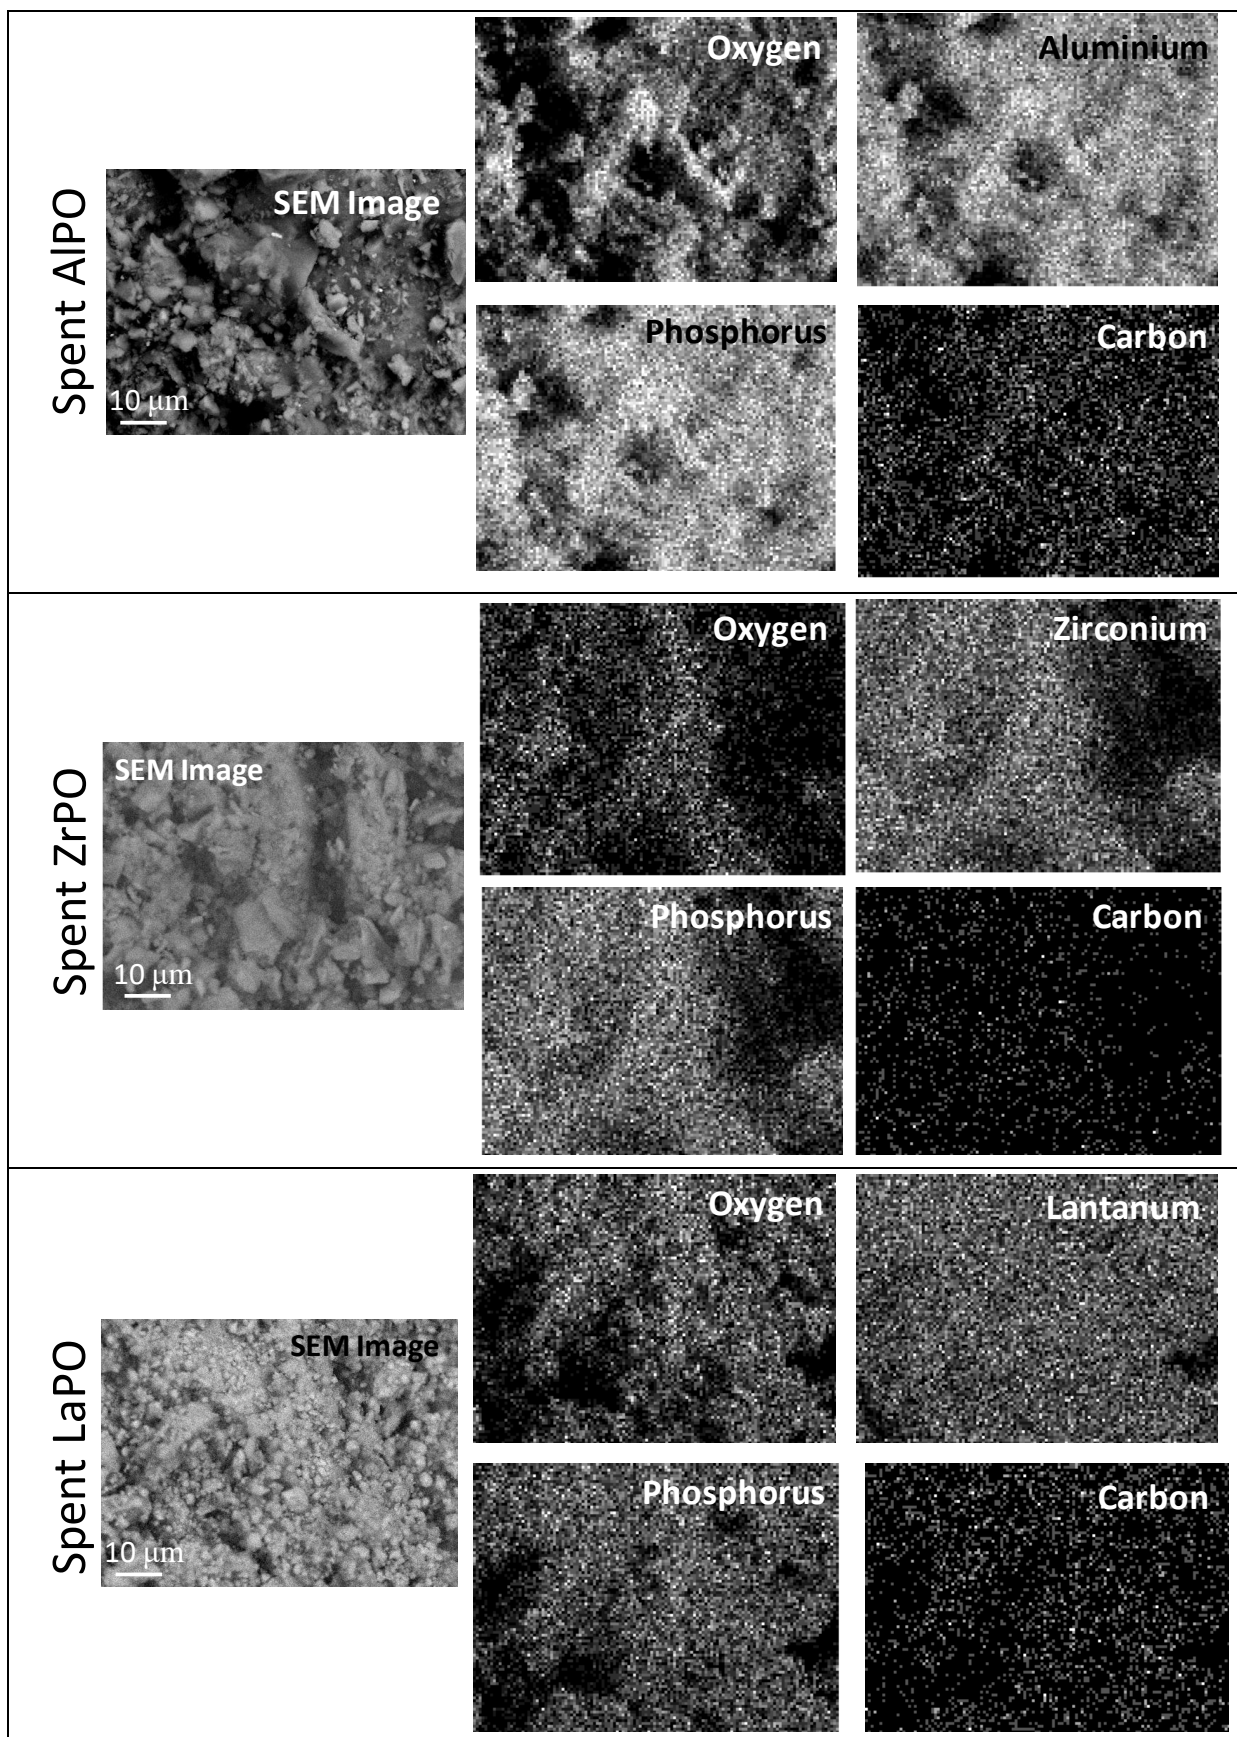 Spent AlPO
SEM Image
10 μm
Oxygen
Aluminium
Phosphorus
Carbon
Spent ZrPO
SEM Image
10 μm
Oxygen
Zirconium
Phosphorus
Carbon
Spent LaPO
SEM Image
10 μm
Oxygen
Lantanum
Phosphorus
Carbon